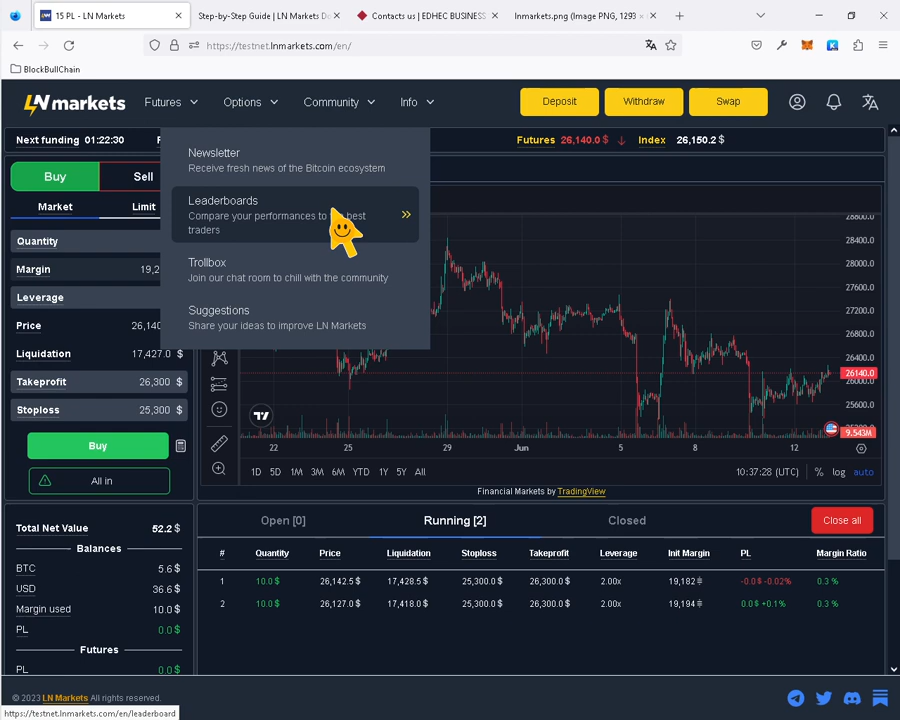 15 PL - LN Markets
Step-by-Step Guide | LN Markets Do
Contacts us | EDHEC BUSINESS
lnmarkets.png (Image PNG, 1293 ×
https://testnet.lnmarkets.com/en/
BlockBullChain
LN markets
Futures
Options
Community
Info
Deposit
Withdraw
Swap
Next funding 01:22:30
Futures 26,140.0 $ ↓ Index 26,150.2 $
Newsletter
Receive fresh news of the Bitcoin ecosystem
Leaderboards
Compare your performances to best
traders
Trollbox
Join our chat room to chill with the community
Suggestions
Share your ideas to improve LN Markets
Buy
Sell
Market
Limit
Quantity
Margin 19,2
Leverage
Price 26,140
Liquidation 17,427.0 $
Takeprofit 26,300 $
Stoploss 25,300 $
Buy
All in
28800.0
28400.0
28000.0
27600.0
27200.0
26800.0
26400.0
26140.0
26000.0
25600.0
9.543M
22 25 29 Jun 5 8 12
1D 5D 1M 3M 6M YTD 1Y 5Y All
10:37:28 (UTC) % log auto
Financial Markets by TradingView
Total Net Value 52.2 $
Balances
BTC 5.6 $
USD 36.6 $
Margin used 10.0 $
PL 0.0 $
Futures
PL 0.0 $
Open [0]
Running [2]
Closed
Close all
# Quantity Price Liquidation Stoploss Takeprofit Leverage Init Margin PL Margin Ratio
1 10.0 $ 26,142.5 $ 17,428.5 $ 25,300.0 $ 26,300.0 $ 2.00x 19,182 -0.0 $ -0.02% 0.3 %
2 10.0 $ 26,127.0 $ 17,418.0 $ 25,300.0 $ 26,300.0 $ 2.00x 19,194 0.0 $ +0.1% 0.3 %
© 2023 LN Markets All rights reserved.
https://testnet.lnmarkets.com/en/leaderboard